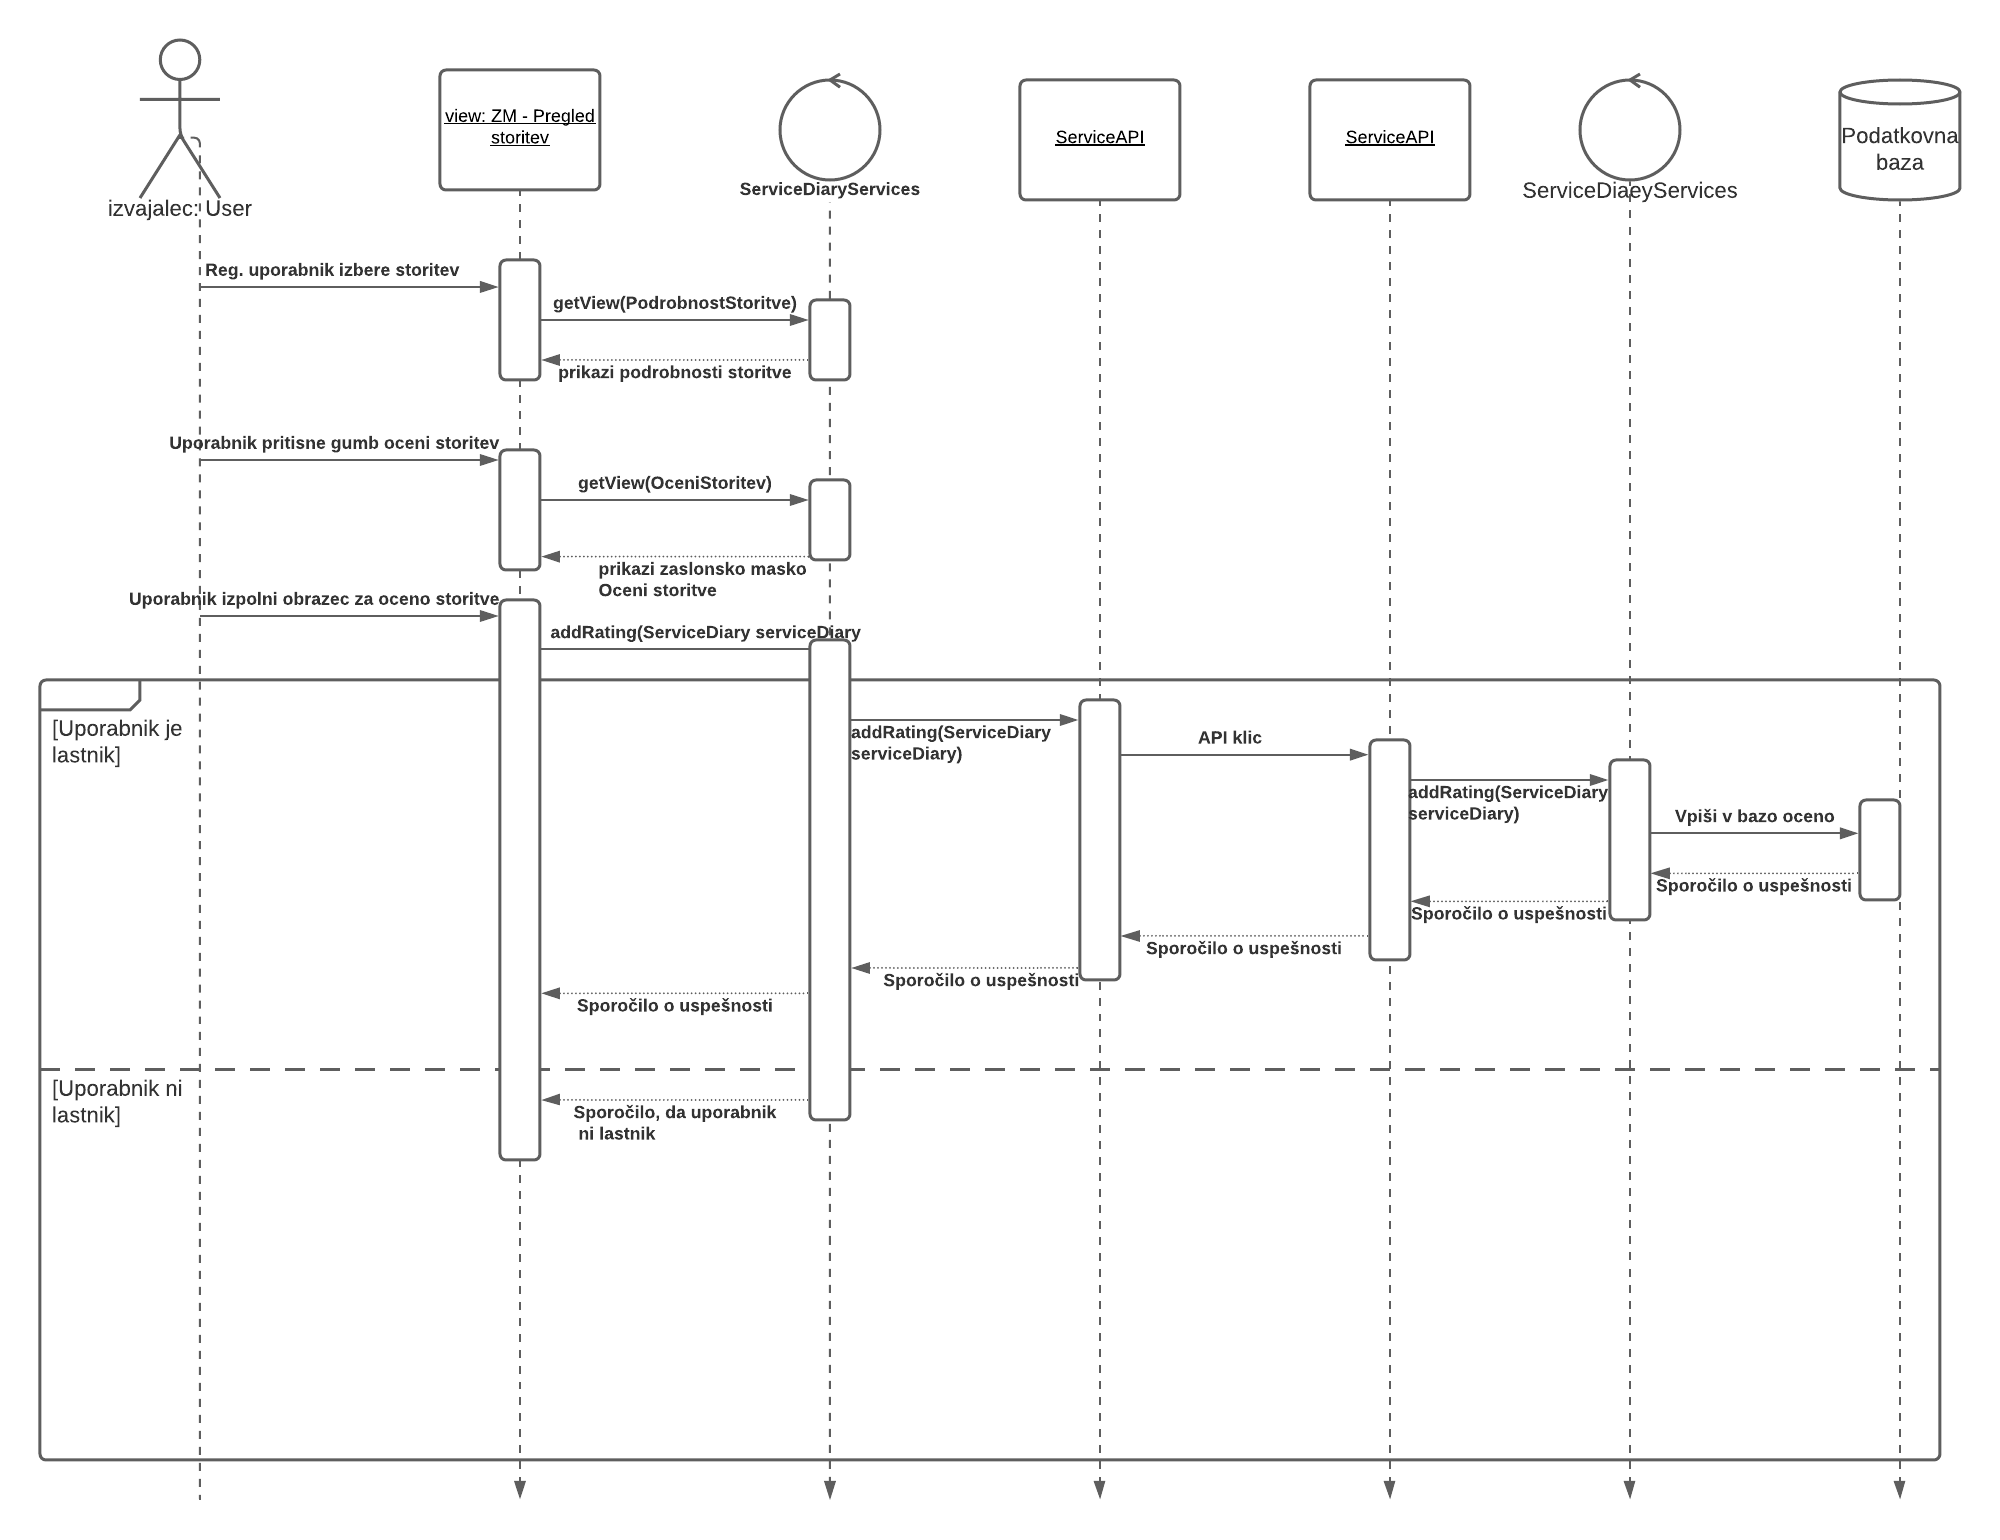 view: ZM - Pregled
storitev
ServiceAPI
ServiceAPI
Podatkovna
baza
izvajalec: User
ServiceDiaryServices
ServiceDiaeyServices
Reg. uporabnik izbere storitev
getView(PodrobnostStoritve)
prikazi podrobnosti storitve
Uporabnik pritisne gumb oceni storitev
getView(OceniStoritev)
prikazi zaslonsko masko
Oceni storitve
Uporabnik izpolni obrazec za oceno storitve
addRating(ServiceDiary serviceDiary
[Uporabnik je
lastnik]
addRating(ServiceDiary
serviceDiary)
API klic
addRating(ServiceDiary
serviceDiary)
Vpiši v bazo oceno
Sporočilo o uspešnosti
Sporočilo o uspešnosti
Sporočilo o uspešnosti
Sporočilo o uspešnosti
Sporočilo o uspešnosti
[Uporabnik ni
lastnik]
Sporočilo, da uporabnik
ni lastnik